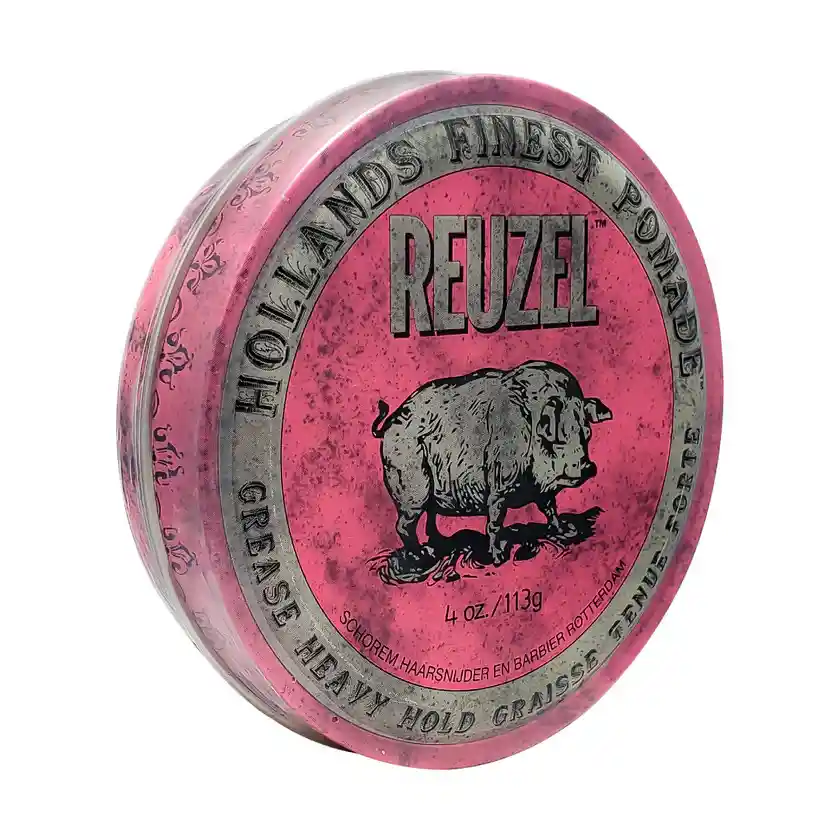 HOLLANDS FINEST POMADE™
REUZEL™
4 oz./113g
SCHOREM HAARSNIJDER EN BARBIER ROTTERDAM
GREASE HEAVY HOLD GRAISSE TENUE FORTE